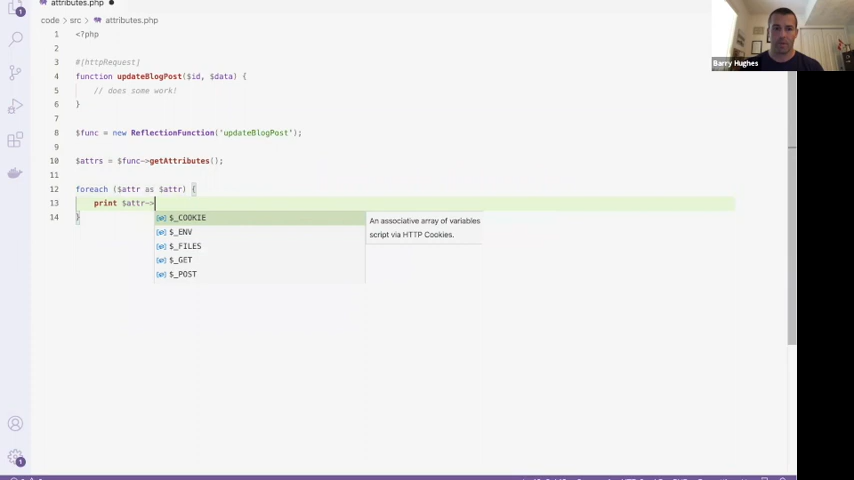 attributes.php
code › src › attributes.php
1 <?php
2
3 #[httpRequest]
4 function updateBlogPost($id, $data) {
5 // does some work!
6 }
7
8 $func = new ReflectionFunction('updateBlogPost');
9
10 $attrs = $func->getAttributes();
11
12 foreach ($attr as $attr) {
13 print $attr->
14 }
$_COOKIE
$_ENV
$_FILES
$_GET
$_POST
An associative array of variables
script via HTTP Cookies.
Barry Hughes
1
1